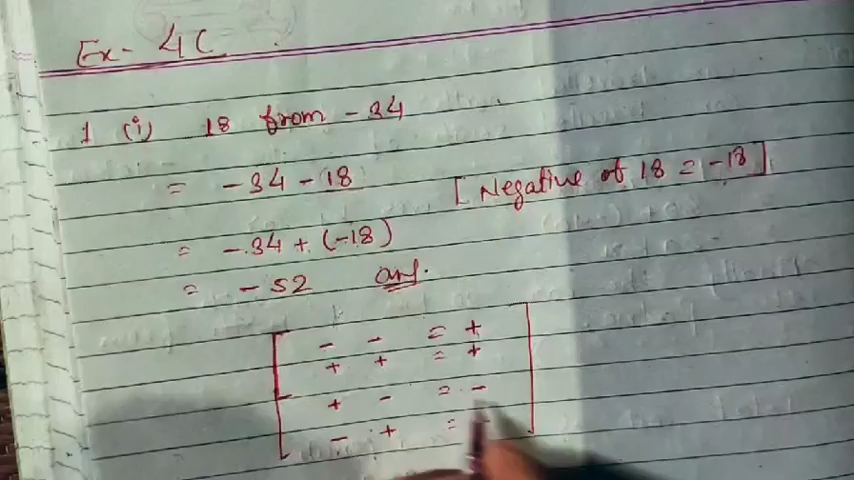 Ex - 4C
1 (i) 18 from - 34
= - 34 - 18 [Negative of 18 = -18]
= - 34 + (-18)
= - 52 ans.
- - = +
+ + = +
+ - = -
- + =